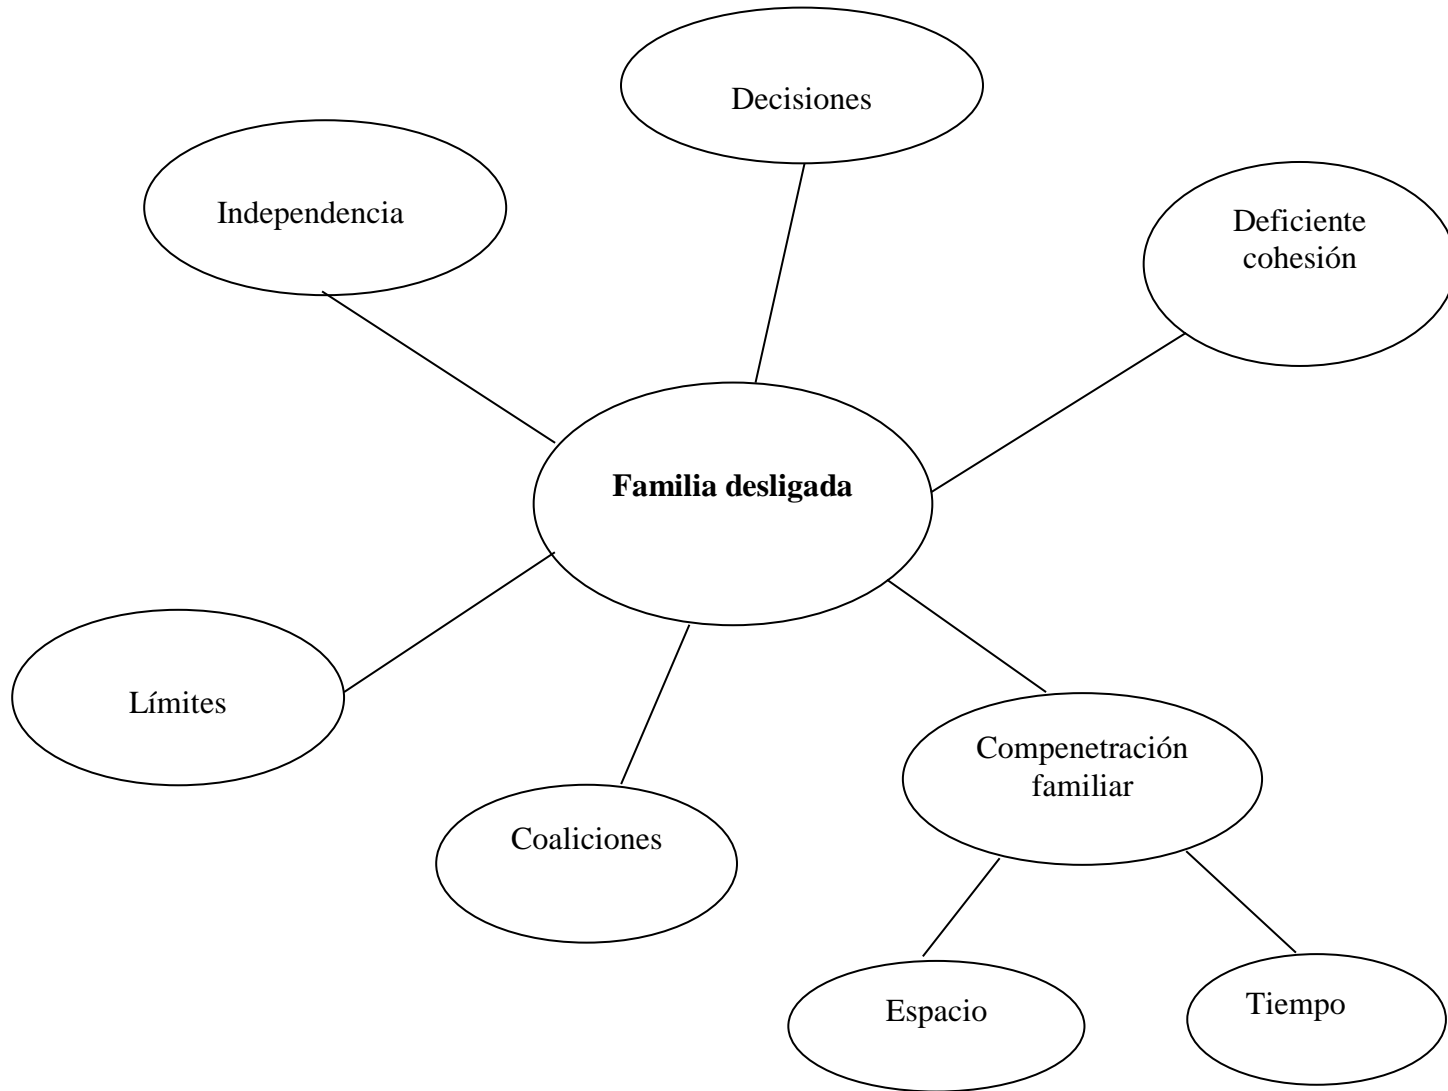 Decisiones
Independencia
Deficiente
cohesión
Familia desligada
Límites
Compenetración
familiar
Coaliciones
Espacio
Tiempo